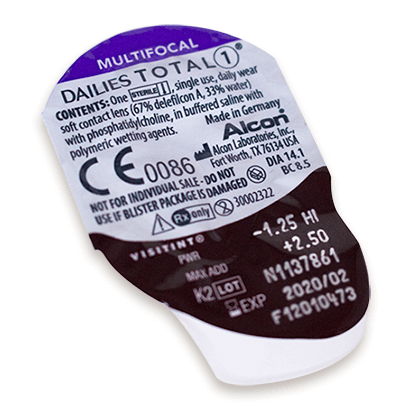 MULTIFOCAL
DAILIES TOTAL 1®
CONTENTS: One STERILE, single use, daily wear
soft contact lens (67% delefilcon A, 33% water)
with phosphatidylcholine, in buffered saline with
polymeric wetting agents.
Made in Germany
Alcon
Alcon Laboratories, Inc.
Fort Worth, TX 76134 USA
CE 0086
DIA 14.1
BC 8.5
NOT FOR INDIVIDUAL SALE - DO NOT
USE IF BLISTER PACKAGE IS DAMAGED
2 Rx only 30002322
VISITINT®
PWR -1.25 HI
MAX ADD +2.50
K2 LOT N1137861
EXP 2020/02
F12010473